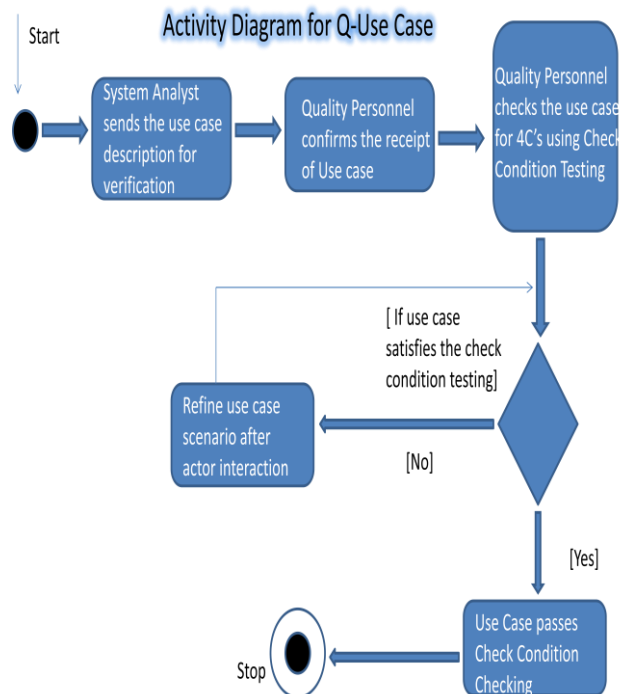 Activity Diagram for Q-Use Case
Start
System Analyst
sends the use case
description for
verification
Quality Personnel
confirms the receipt
of Use case
Quality Personnel
checks the use case
for 4C's using Check
Condition Testing
[ If use case
satisfies the check
condition testing]
Refine use case
scenario after
actor interaction
[No]
[Yes]
Use Case passes
Check Condition
Checking
Stop